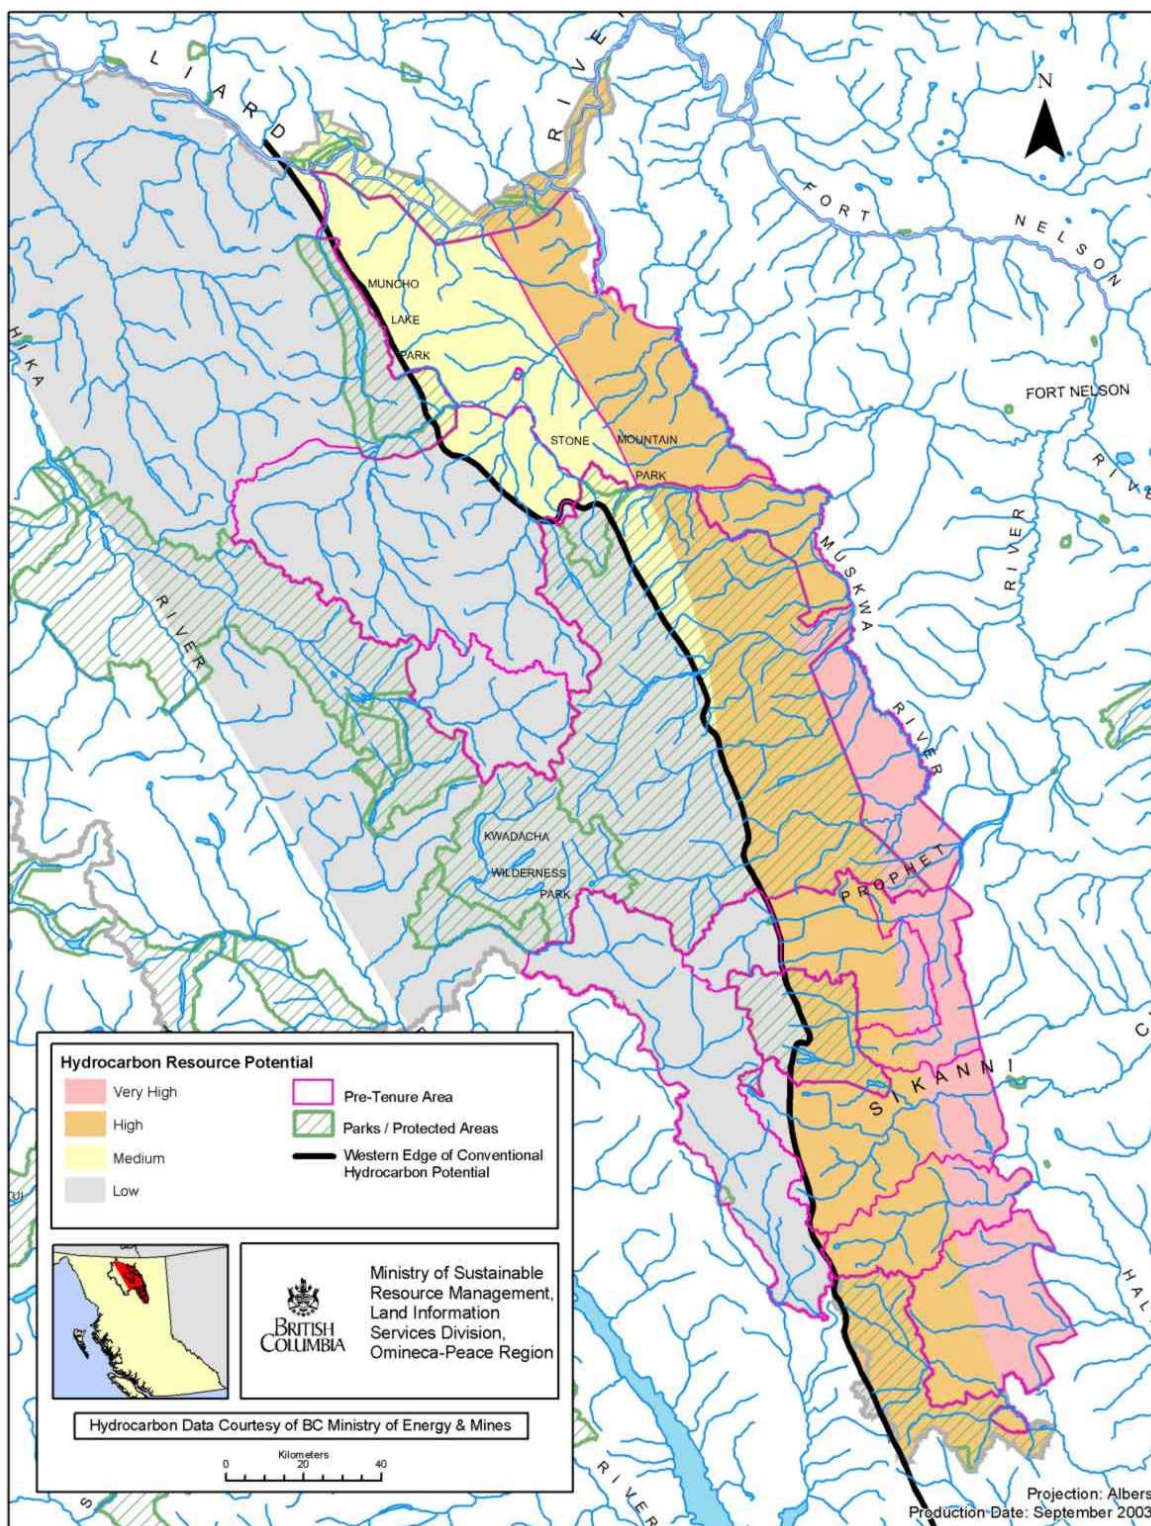 LIARD
RIVER
N
FORT
NELSON
MUNCHO
LAKE
PARK
FORT NELSON
HIKA
STONE
MOUNTAIN
PARK
RIVER
MUSKWA
RIVER
RIVER
RIVER
KWADACHA
WILDERNESS
PARK
PROPHET
SIKANNI
C
HAL
RIVER
S
Hydrocarbon Resource Potential
Very High
High
Medium
Low
Pre-Tenure Area
Parks / Protected Areas
Western Edge of Conventional
Hydrocarbon Potential
BRITISH
COLUMBIA
Ministry of Sustainable
Resource Management,
Land Information
Services Division,
Omineca-Peace Region
Hydrocarbon Data Courtesy of BC Ministry of Energy & Mines
Kilometers
0 20 40
Projection: Albers
Production Date: September 2003